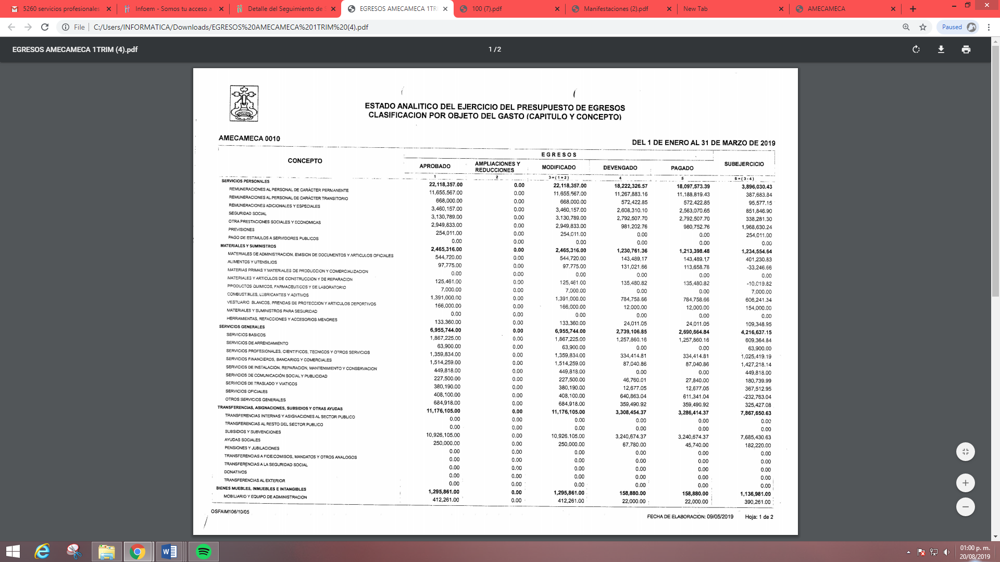 5260 servicios profesionales
Infoem - Somos tu acceso a
Detalle del Seguimiento de
EGRESOS AMECAMECA 1TRI
100 (7).pdf
Manifestaciones (2).pdf
New Tab
AMECAMECA
File | C:/Users/INFORMATICA/Downloads/EGRESOS%20AMECAMECA%201TRIM%20(4).pdf
Paused
EGRESOS AMECAMECA 1TRIM (4).pdf
1 / 2
ESTADO ANALITICO DEL EJERCICIO DEL PRESUPUESTO DE EGRESOS
CLASIFICACION POR OBJETO DEL GASTO (CAPITULO Y CONCEPTO)
AMECAMECA 0010
DEL 1 DE ENERO AL 31 DE MARZO DE 2019
CONCEPTO
E G R E S O S
SUBEJERCICIO
APROBADO
AMPLIACIONES Y REDUCCIONES
MODIFICADO
DEVENGADO
PAGADO
1 2 3 = ( 1 + 2 ) 4 5 6 = ( 3 - 4 )
SERVICIOS PERSONALES 22,118,357.00 0.00 22,118,357.00 18,222,326.57 18,097,573.39 3,896,030.43
REMUNERACIONES AL PERSONAL DE CARÁCTER PERMANENTE 11,655,567.00 0.00 11,655,567.00 11,267,883.16 11,188,819.43 387,683.84
REMUNERACIONES AL PERSONAL DE CARÁCTER TRANSITORIO 668,000.00 0.00 668,000.00 572,422.85 572,422.85 95,577.15
REMUNERACIONES ADICIONALES Y ESPECIALES 3,460,157.00 0.00 3,460,157.00 2,608,310.10 2,563,070.65 851,846.90
SEGURIDAD SOCIAL 3,130,789.00 0.00 3,130,789.00 2,792,507.70 2,792,507.70 338,281.30
OTRA PRESTACIONES SOCIALES Y ECONOMICAS 2,949,833.00 0.00 2,949,833.00 981,202.76 980,752.76 1,968,630.24
PREVISIONES 254,011.00 0.00 254,011.00 0.00 0.00 254,011.00
PAGO DE ESTIMULOS A SERVIDORES PUBLICOS 0.00 0.00 0.00 0.00 0.00 0.00
MATERIALES Y SUMINISTROS 2,465,316.00 0.00 2,465,316.00 1,230,761.36 1,213,398.48 1,234,554.64
MATERIALES DE ADMINISTRACION, EMISION DE DOCUMENTOS Y ARTICULOS OFICIALES 544,720.00 0.00 544,720.00 143,489.17 143,489.17 401,230.83
ALIMENTOS Y UTENSILIOS 97,775.00 0.00 97,775.00 131,021.66 113,658.78 -33,246.66
MATERIAS PRIMAS Y MATERIALES DE PRODUCCION Y COMERCIALIZACION 0.00 0.00 0.00 0.00 0.00 0.00
MATERIALES Y ARTICULOS DE CONSTRUCCION Y DE REPARACION 125,461.00 0.00 125,461.00 135,480.82 135,480.82 -10,019.82
PRODUCTOS QUIMICOS, FARMACEUTICOS Y DE LABORATORIO 7,000.00 0.00 7,000.00 0.00 0.00 7,000.00
COMBUSTIBLES, LUBRICANTES Y ADITIVOS 1,391,000.00 0.00 1,391,000.00 784,758.66 784,758.66 606,241.34
VESTUARIO, BLANCOS, PRENDAS DE PROTECCION Y ARTICULOS DEPORTIVOS 166,000.00 0.00 166,000.00 12,000.00 12,000.00 154,000.00
MATERIALES Y SUMINISTROS PARA SEGURIDAD 0.00 0.00 0.00 0.00 0.00 0.00
HERRAMIENTAS, REFACCIONES Y ACCESORIOS MENORES 133,360.00 0.00 133,360.00 24,011.05 24,011.05 109,348.95
SERVICIOS GENERALES 6,955,744.00 0.00 6,955,744.00 2,739,106.85 2,690,664.84 4,216,637.15
SERVICIOS BASICOS 1,867,225.00 0.00 1,867,225.00 1,257,860.16 1,257,860.16 609,364.84
SERVICIOS DE ARRENDAMIENTO 63,900.00 0.00 63,900.00 0.00 0.00 63,900.00
SERVICIOS PROFESIONALES, CIENTIFICOS, TECNICOS Y OTROS SERVICIOS 1,359,834.00 0.00 1,359,834.00 334,414.81 334,414.81 1,025,419.19
SERVICIOS FINANCIEROS, BANCARIOS Y COMERCIALES 1,514,259.00 0.00 1,514,259.00 87,040.86 87,040.86 1,427,218.14
SERVICIOS DE INSTALACION, REPARACION, MANTENIMIENTO Y CONSERVACION 449,818.00 0.00 449,818.00 0.00 0.00 449,818.00
SERVICIOS DE COMUNICACIÓN SOCIAL Y PUBLICIDAD 227,500.00 0.00 227,500.00 46,760.01 27,840.00 180,739.99
SERVICIOS DE TRASLADO Y VIATICOS 380,190.00 0.00 380,190.00 12,677.05 12,677.05 367,512.95
SERVICIOS OFICIALES 408,100.00 0.00 408,100.00 640,863.04 611,341.04 -232,763.04
OTROS SERVICIOS GENERALES 684,918.00 0.00 684,918.00 359,490.92 359,490.92 325,427.08
TRANSFERENCIAS, ASIGNACIONES, SUBSIDIOS Y OTRAS AYUDAS 11,176,105.00 0.00 11,176,105.00 3,308,454.37 3,286,414.37 7,867,650.63
TRANSFERENCIAS INTERNAS Y ASIGNACIONES AL SECTOR PUBLICO 0.00 0.00 0.00 0.00 0.00 0.00
TRANSFERENCIAS AL RESTO DEL SECTOR PUBLICO 0.00 0.00 0.00 0.00 0.00 0.00
SUBSIDIOS Y SUBVENCIONES 10,926,105.00 0.00 10,926,105.00 3,240,674.37 3,240,674.37 7,685,430.63
AYUDAS SOCIALES 250,000.00 0.00 250,000.00 67,780.00 45,740.00 182,220.00
PENSIONES Y JUBILACIONES 0.00 0.00 0.00 0.00 0.00 0.00
TRANSFERENCIAS A FIDEICOMISOS, MANDATOS Y OTROS ANALOGOS 0.00 0.00 0.00 0.00 0.00 0.00
TRANSFERENCIAS A LA SEGURIDAD SOCIAL 0.00 0.00 0.00 0.00 0.00 0.00
DONATIVOS 0.00 0.00 0.00 0.00 0.00 0.00
TRANSFERENCIAS AL EXTERIOR 0.00 0.00 0.00 0.00 0.00 0.00
BIENES MUEBLES, INMUEBLES E INTANGIBLES 1,295,861.00 0.00 1,295,861.00 158,880.00 158,880.00 1,136,981.00
MOBILIARIO Y EQUIPO DE ADMINISTRACION 412,261.00 0.00 412,261.00 22,000.00 22,000.00 390,261.00
OSFAIM106/10/05
FECHA DE ELABORACION: 09/05/2019 Hoja: 1 de 2
01:00 p. m.
20/08/2019